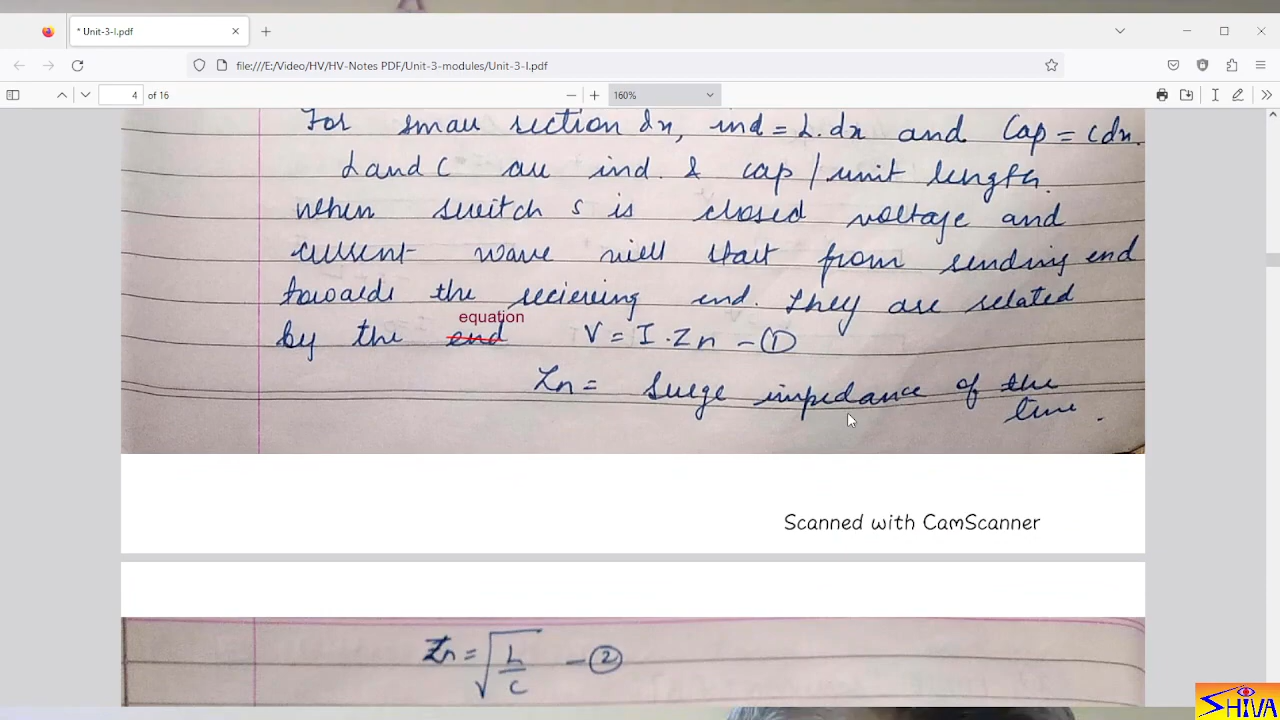 * Unit-3-I.pdf
file:///E:/Video/HV/HV-Notes PDF/Unit-3-modules/Unit-3-I.pdf
4 of 16
160%
For small section dx, ind = L.dx and Cap = Cdx.
L and C are ind. & cap / unit length.
when switch s is closed voltage and
current wave will start from sending end
towards the recieving end. They are related
equation
by the end V = I . Zn - ①
Zn = Surge impedance of the
line .
Scanned with CamScanner
Zn = √L/C - ②
SHIVA